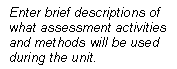 Enter brief descriptions of
what assessment activities
and methods will be used
during the unit.